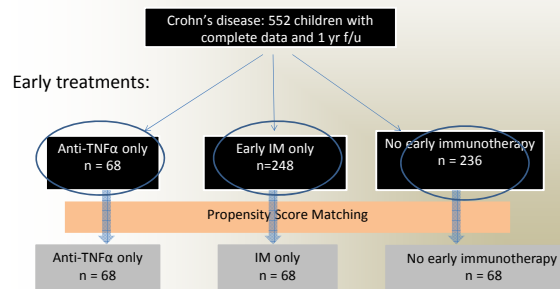 Crohn's disease: 552 children with
complete data and 1 yr f/u
Early treatments:
Anti-TNFα only
n = 68
Early IM only
n=248
No early immunotherapy
n = 236
Propensity Score Matching
Anti-TNFα only
n = 68
IM only
n = 68
No early immunotherapy
n = 68